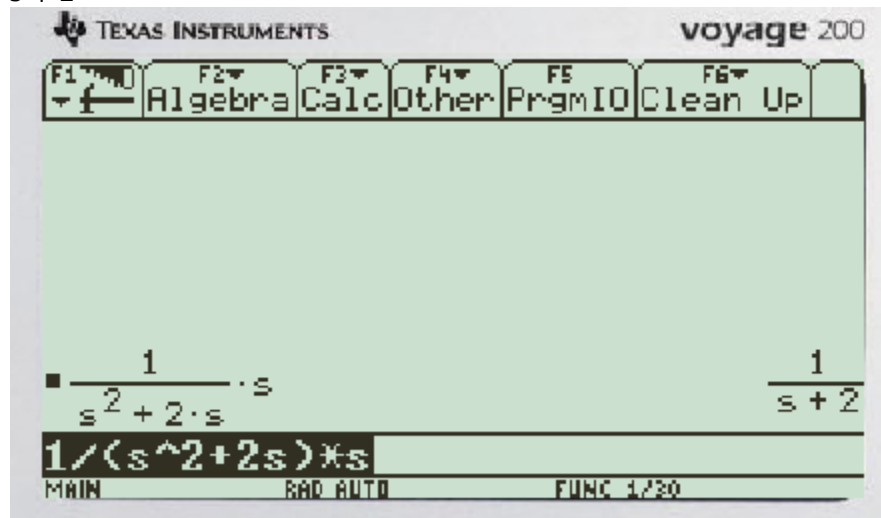 TEXAS INSTRUMENTS voyage 200
F1 F2 F3 F4 F5 F6
Algebra Calc Other PrgmIO Clean Up
1/(s^2+2·s)·s 1/(s+2)
1/(s^2+2s)*s
MAIN RAD AUTO FUNC 1/30